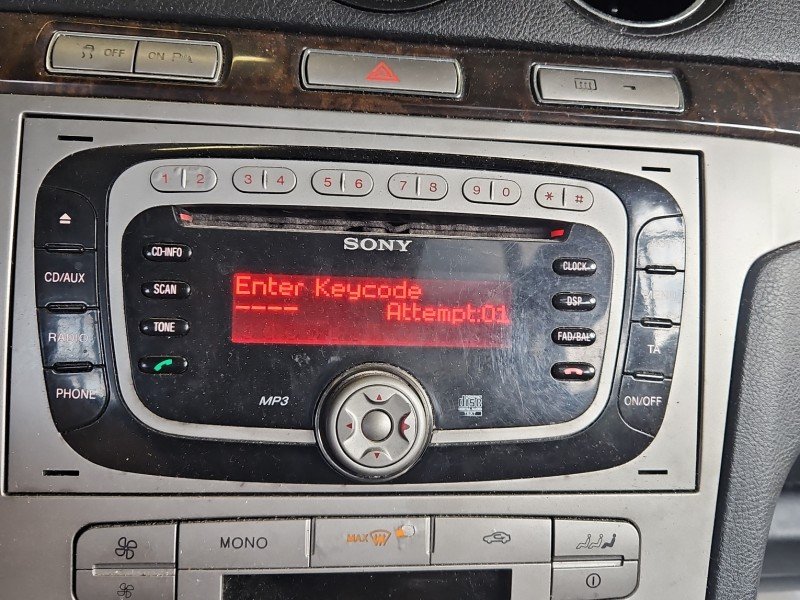 OFF ON P
1 2 3 4 5 6 7 8 9 0 * #
SONY
CD-INFO
SCAN
TONE
CLOCK
DSP
FAD/BAL
Enter Keycode
---- Attempt:01
CD/AUX
RADIO
PHONE
TA
ON/OFF
MP3
disc
MONO
MAX